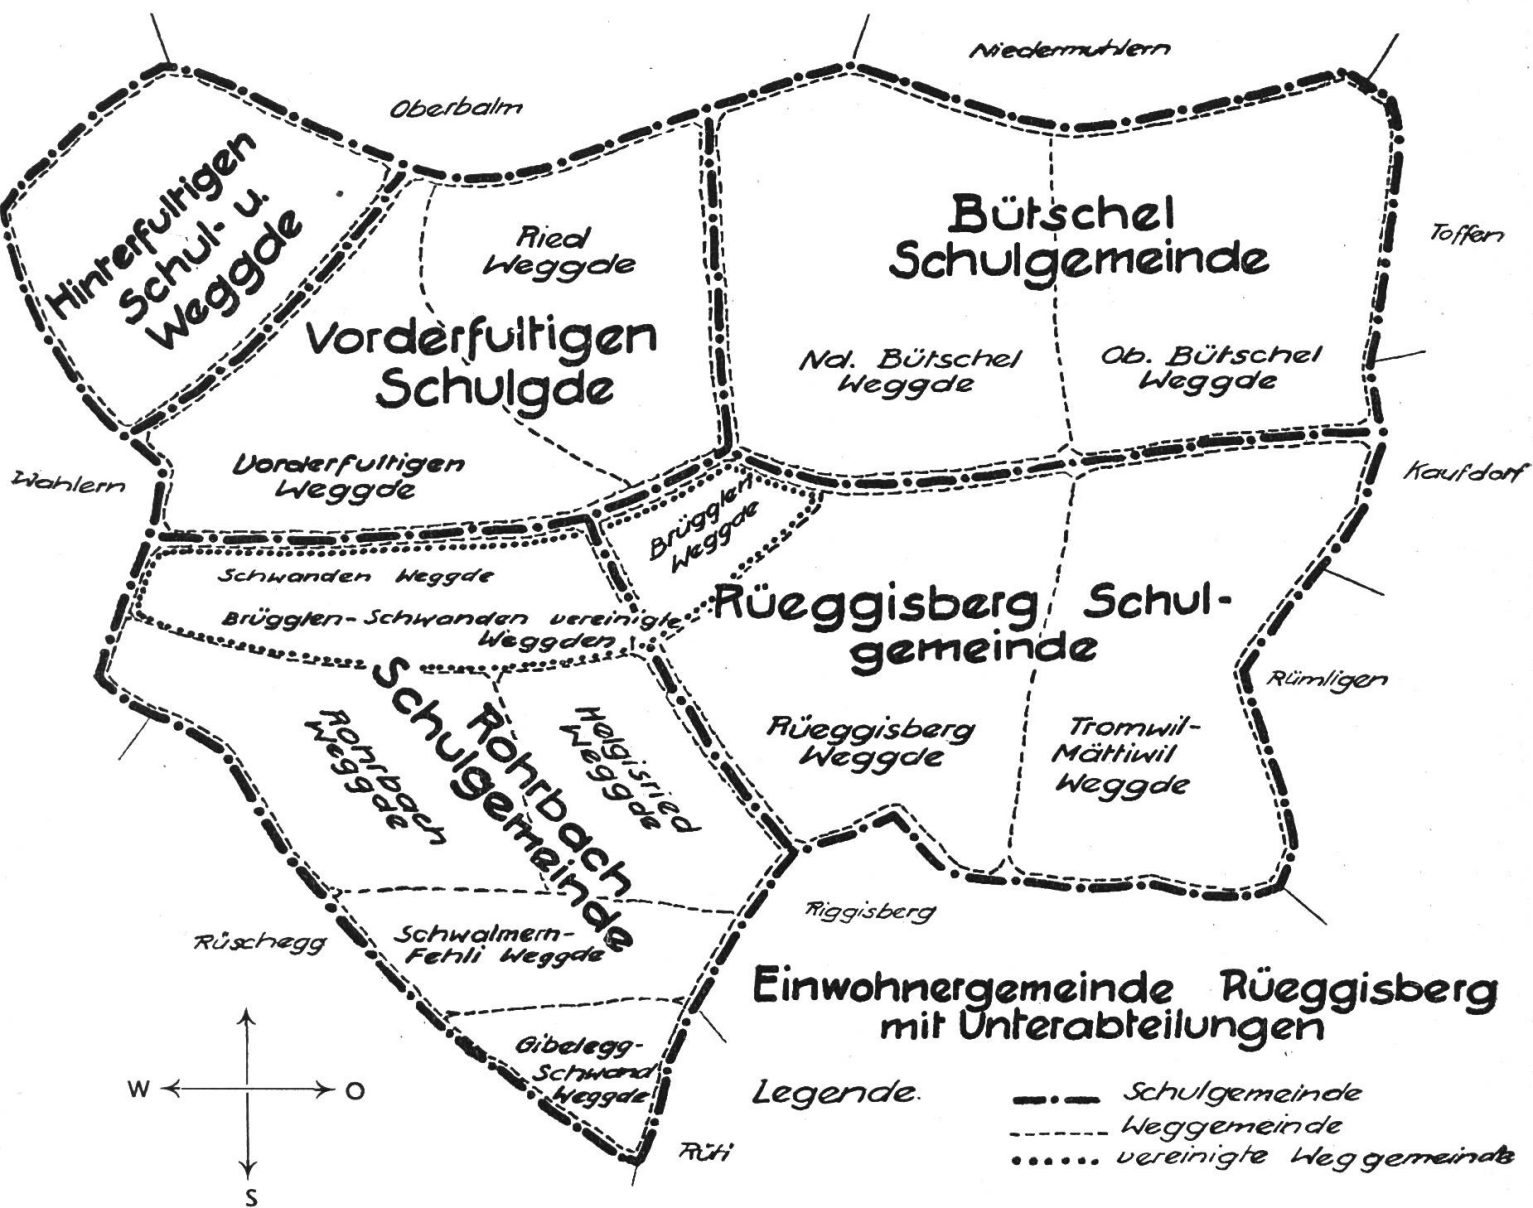 Niedermuhlern
Oberbalm
Hinterfultigen
Schul- u.
Weggde
Ried
Weggde
Bütschel
Schulgemeinde
Toffen
Vorderfultigen
Schulgde
Ndl. Bütschel
Weggde
Ob. Bütschel
Weggde
Wahlern
Vorderfultigen
Weggde
Kaufdorf
Brügglen
Weggde
Schwanden Weggde
Brügglen-Schwanden vereinigte
Weggden
Rüeggisberg Schul-
gemeinde
Rümligen
Rohrbach
Weggde
Rohrbach
Schulgemeinde
Helgisried
Weggde
Rüeggisberg
Weggde
Tromwil-
Mättiwil
Weggde
Riggisberg
Rüschegg
Schwalmern-
Fehli Weggde
Einwohnergemeinde Rüeggisberg
mit Unterabteilungen
Gibelegg-
Schwand
Weggde
W O
S
Rüti
Legende.
Schulgemeinde
Weggemeinde
vereinigte Weggemeinde